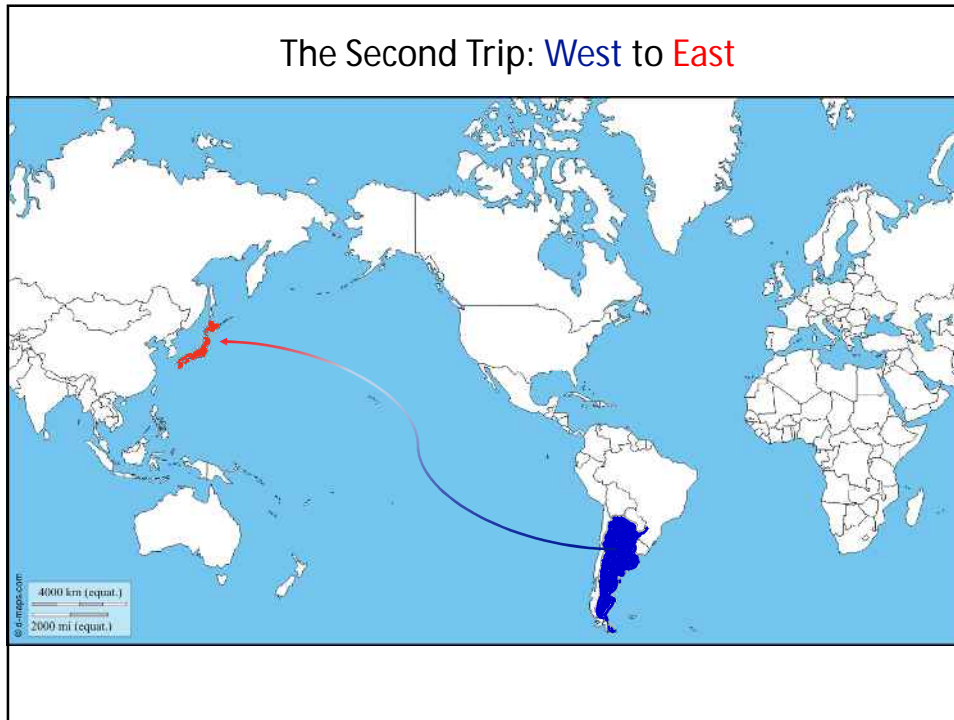 The Second Trip: West to East
4000 km (equat.)
2000 mi (equat.)
© d-maps.com